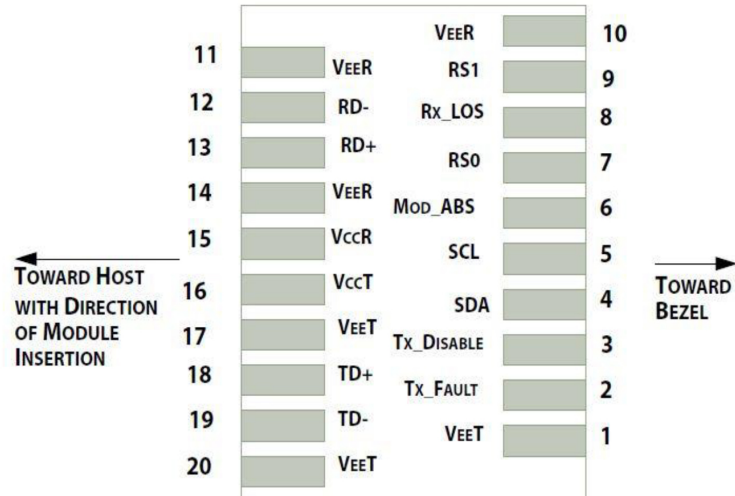 11 VEER
12 RD-
13 RD+
14 VEER
15 VCCR
16 VCCT
17 VEET
18 TD+
19 TD-
20 VEET
VEER 10
RS1 9
RX_LOS 8
RS0 7
MOD_ABS 6
SCL 5
SDA 4
TX_DISABLE 3
TX_FAULT 2
VEET 1
TOWARD HOST
WITH DIRECTION
OF MODULE
INSERTION
TOWARD
BEZEL